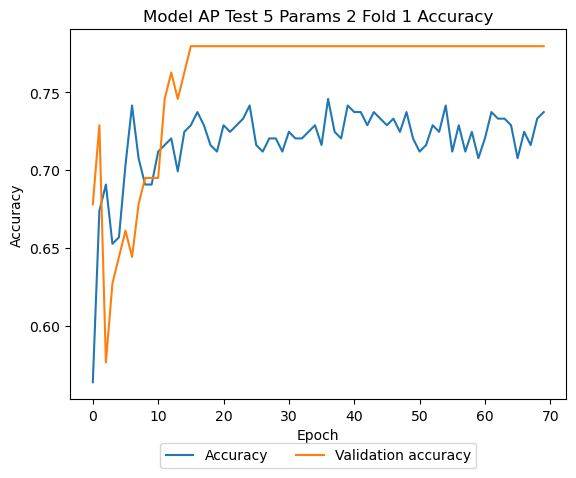 Model AP Test 5 Params 2 Fold 1 Accuracy
0.75
0.70
0.65
0.60
Accuracy
0 10 20 30 40 50 60 70
Epoch
Accuracy Validation accuracy